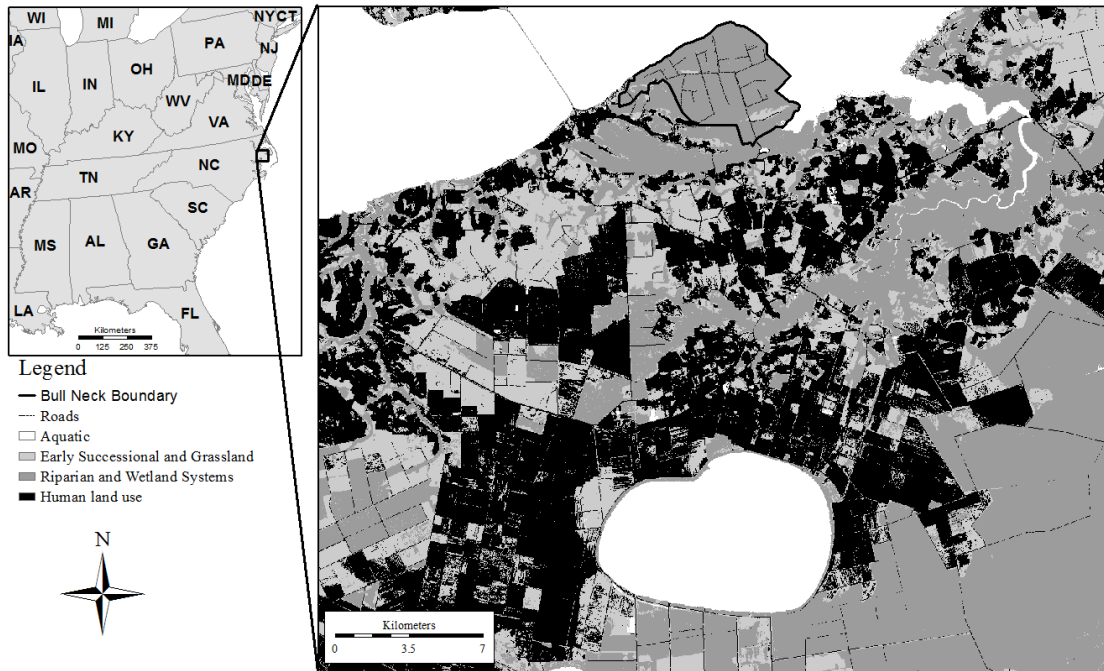 WI
MI
NYCT
IA
PA
NJ
OH
MDDE
IL
IN
WV
VA
KY
MO
NC
TN
AR
SC
MS
AL
GA
LA
FL
Kilometers
0 125 250 375
Legend
Bull Neck Boundary
Roads
Aquatic
Early Successional and Grassland
Riparian and Wetland Systems
Human land use
N
Kilometers
0 3.5 7